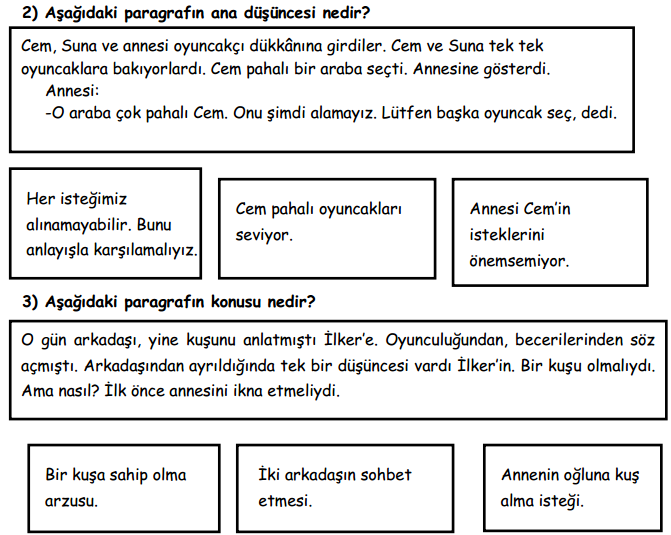 2) Aşağıdaki paragrafın ana düşüncesi nedir?
Cem, Suna ve annesi oyuncakçı dükkânına girdiler. Cem ve Suna tek tek
oyuncaklara bakıyorlardı. Cem pahalı bir araba seçti. Annesine gösterdi.
Annesi:
-O araba çok pahalı Cem. Onu şimdi alamayız. Lütfen başka oyuncak seç, dedi.
Her isteğimiz
alınamayabilir. Bunu
anlayışla karşılamalıyız.
Cem pahalı oyuncakları
seviyor.
Annesi Cem’in
isteklerini
önemsemiyor.
3) Aşağıdaki paragrafın konusu nedir?
O gün arkadaşı, yine kuşunu anlatmıştı İlker’e. Oyunculuğundan, becerilerinden söz
açmıştı. Arkadaşından ayrıldığında tek bir düşüncesi vardı İlker’in. Bir kuşu olmalıydı.
Ama nasıl? İlk önce annesini ikna etmeliydi.
Bir kuşa sahip olma
arzusu.
İki arkadaşın sohbet
etmesi.
Annenin oğluna kuş
alma isteği.